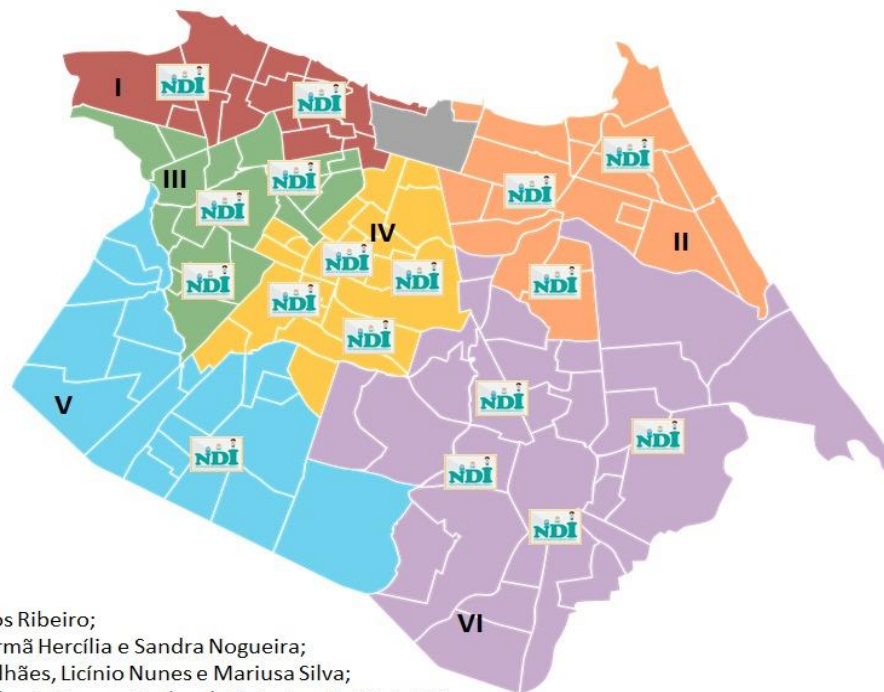 I
NDI
NDI
NDI
III
NDI
NDI
NDI
IV
II
NDI
NDI
NDI
NDI
NDI
NDI
V
NDI
NDI
NDI
NDI
NDI
os Ribeiro;
VI
rmã Hercília e Sandra Nogueira;
lhães, Licínio Nunes e Mariusa Silva;